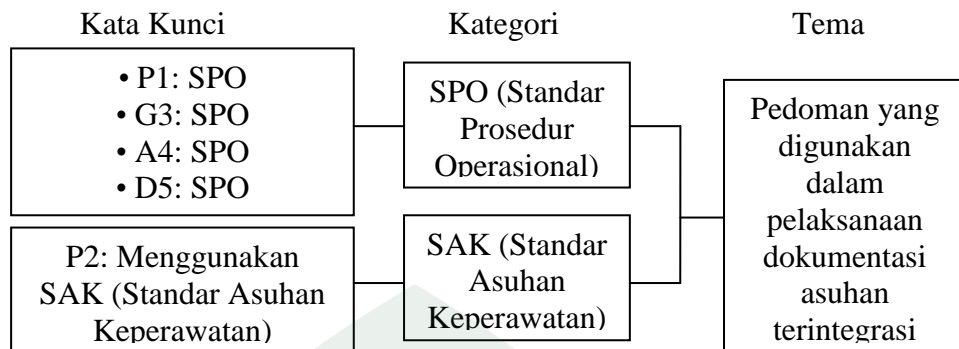 Kata Kunci
Kategori
Tema
• P1: SPO
• G3: SPO
• A4: SPO
• D5: SPO
SPO (Standar
Prosedur
Operasional)
P2: Menggunakan
SAK (Standar Asuhan
Keperawatan)
SAK (Standar
Asuhan
Keperawatan)
Pedoman yang
digunakan
dalam
pelaksanaan
dokumentasi
asuhan
terintegrasi